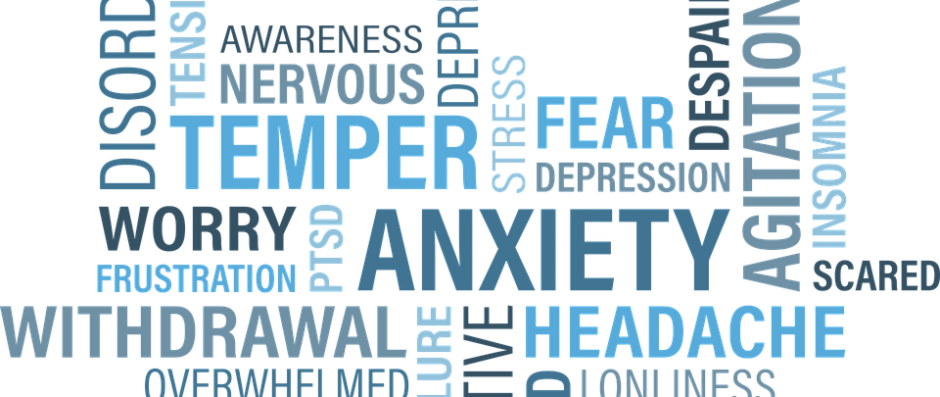 DISORD
TENSI
AWARENESS
NERVOUS
DEPR
TEMPER
STRESS
FEAR
DEPRESSION
DESPAI
AGITATION
INSOMNIA
WORRY
FRUSTRATION
PTSD
ANXIETY
SCARED
WITHDRAWAL
LURE
TIVE
HEADACHE
OVERWHELMED
D
LONLINESS